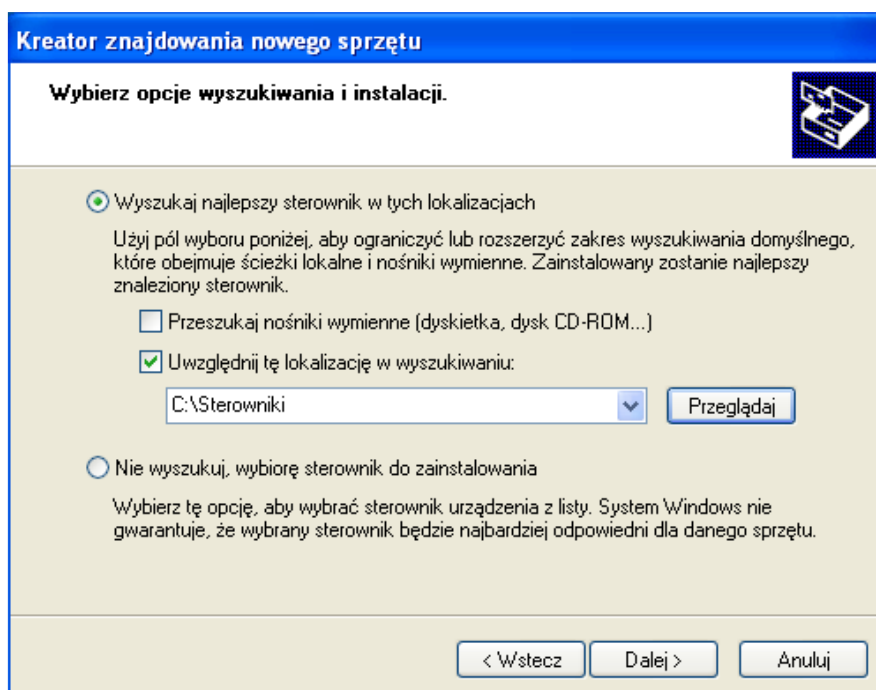 Kreator znajdowania nowego sprzętu
Wybierz opcje wyszukiwania i instalacji.
Wyszukaj najlepszy sterownik w tych lokalizacjach
Użyj pól wyboru poniżej, aby ograniczyć lub rozszerzyć zakres wyszukiwania domyślnego,
które obejmuje ścieżki lokalne i nośniki wymienne. Zainstalowany zostanie najlepszy
znaleziony sterownik.
Przeszukaj nośniki wymienne (dyskietka, dysk CD-ROM...)
Uwzględnij tę lokalizację w wyszukiwaniu:
C:\Sterowniki
Przeglądaj
Nie wyszukuj, wybiorę sterownik do zainstalowania
Wybierz tę opcję, aby wybrać sterownik urządzenia z listy. System Windows nie
gwarantuje, że wybrany sterownik będzie najbardziej odpowiedni dla danego sprzętu.
< Wstecz
Dalej >
Anuluj